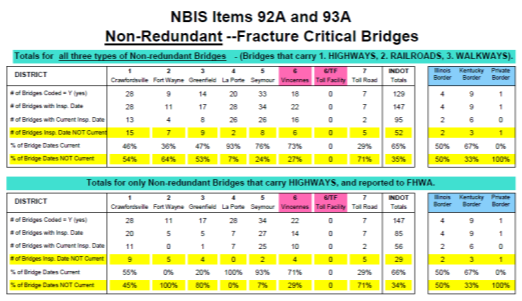 NBIS Items 92A and 93A
Non-Redundant --Fracture Critical Bridges
Totals for all three types of Non-redundant Bridges - (Bridges that carry 1. HIGHWAYS, 2. RAILROADS, 3. WALKWAYS).
DISTRICT 1 Crawfordsville 2 Fort Wayne 3 Greenfield 4 La Porte 5 Seymour 6 Vincennes 6/TF Toll Facility 7 Toll Road INDOT Totals Illinois Border Kentucky Border Private Border
# of Bridges Coded = Y (yes) 28 9 14 20 33 18 0 7 129 4 9 1
# of Bridges with Insp. Date 28 11 17 28 34 22 0 7 147 4 9 1
# of Bridges with Current Insp. Date 13 4 8 26 26 16 0 2 95 2 6 0
# of Bridges Insp. Date NOT Current 15 7 9 2 8 6 0 5 52 2 3 1
% of Bridge Dates Current 46% 36% 47% 93% 76% 73% 29% 65% 50% 67% 0%
% of Bridge Dates NOT Current 54% 64% 53% 7% 24% 27% 0 71% 35% 50% 33% 100%
Totals for only Non-redundant Bridges that carry HIGHWAYS, and reported to FHWA.
DISTRICT 1 Crawfordsville 2 Fort Wayne 3 Greenfield 4 La Porte 5 Seymour 6 Vincennes 6/TF Toll Facility 7 Toll Road INDOT Totals Illinois Border Kentucky Border Private Border
# of Bridges Coded = Y (yes) 28 11 17 28 34 22 0 7 147 4 9 1
# of Bridges with Insp. Date 20 5 5 7 27 14 0 7 85 4 9 1
# of Bridges with Current Insp. Date 11 0 1 7 25 10 0 2 56 2 6 0
# of Bridges Insp. Date NOT Current 9 5 4 0 2 4 0 5 29 2 3 1
% of Bridge Dates Current 55% 0% 20% 100% 93% 71% 0 29% 66% 50% 67% 0%
% of Bridge Dates NOT Current 45% 100% 80% 0% 7% 29% 0 71% 34% 50% 33% 100%